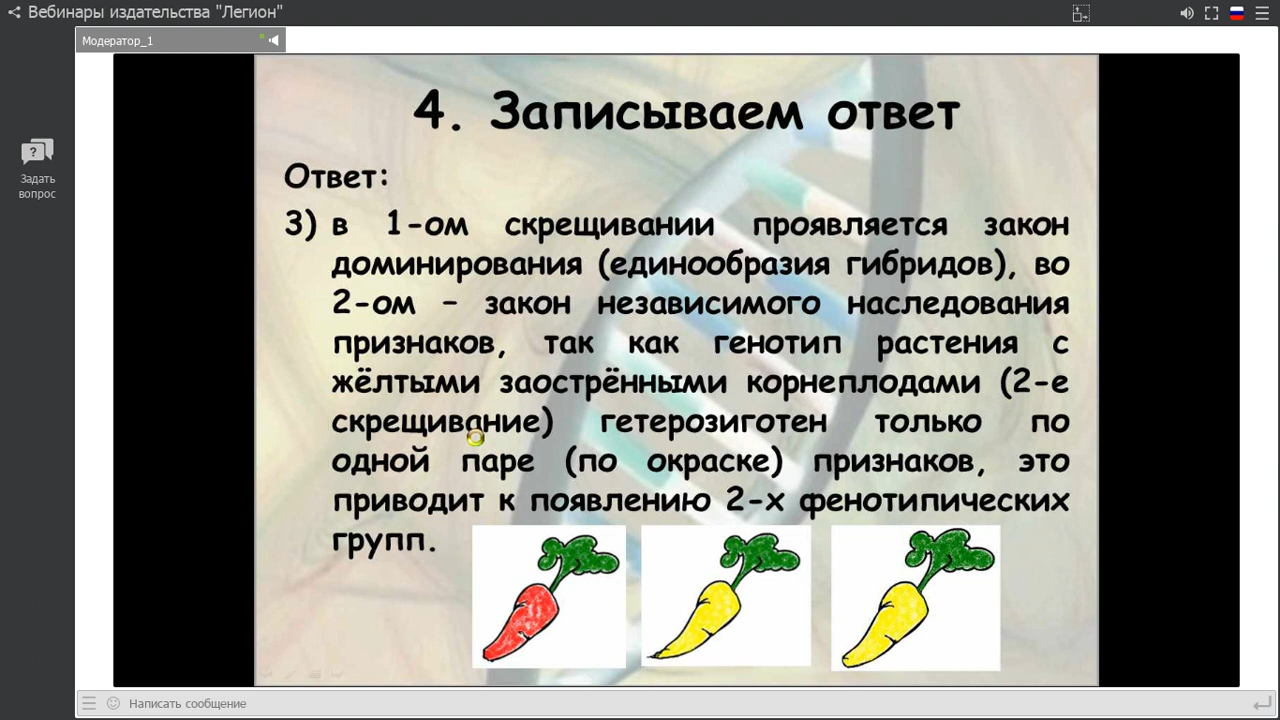 Вебинары издательства "Легион"
Модератор_1
Задать
вопрос
4. Записываем ответ
Ответ:
3) в 1-ом скрещивании проявляется закон
доминирования (единообразия гибридов), во
2-ом – закон независимого наследования
признаков, так как генотип растения с
жёлтыми заострёнными корнеплодами (2-е
скрещивание) гетерозиготен только по
одной паре (по окраске) признаков, это
приводит к появлению 2-х фенотипических
групп.
Написать сообщение